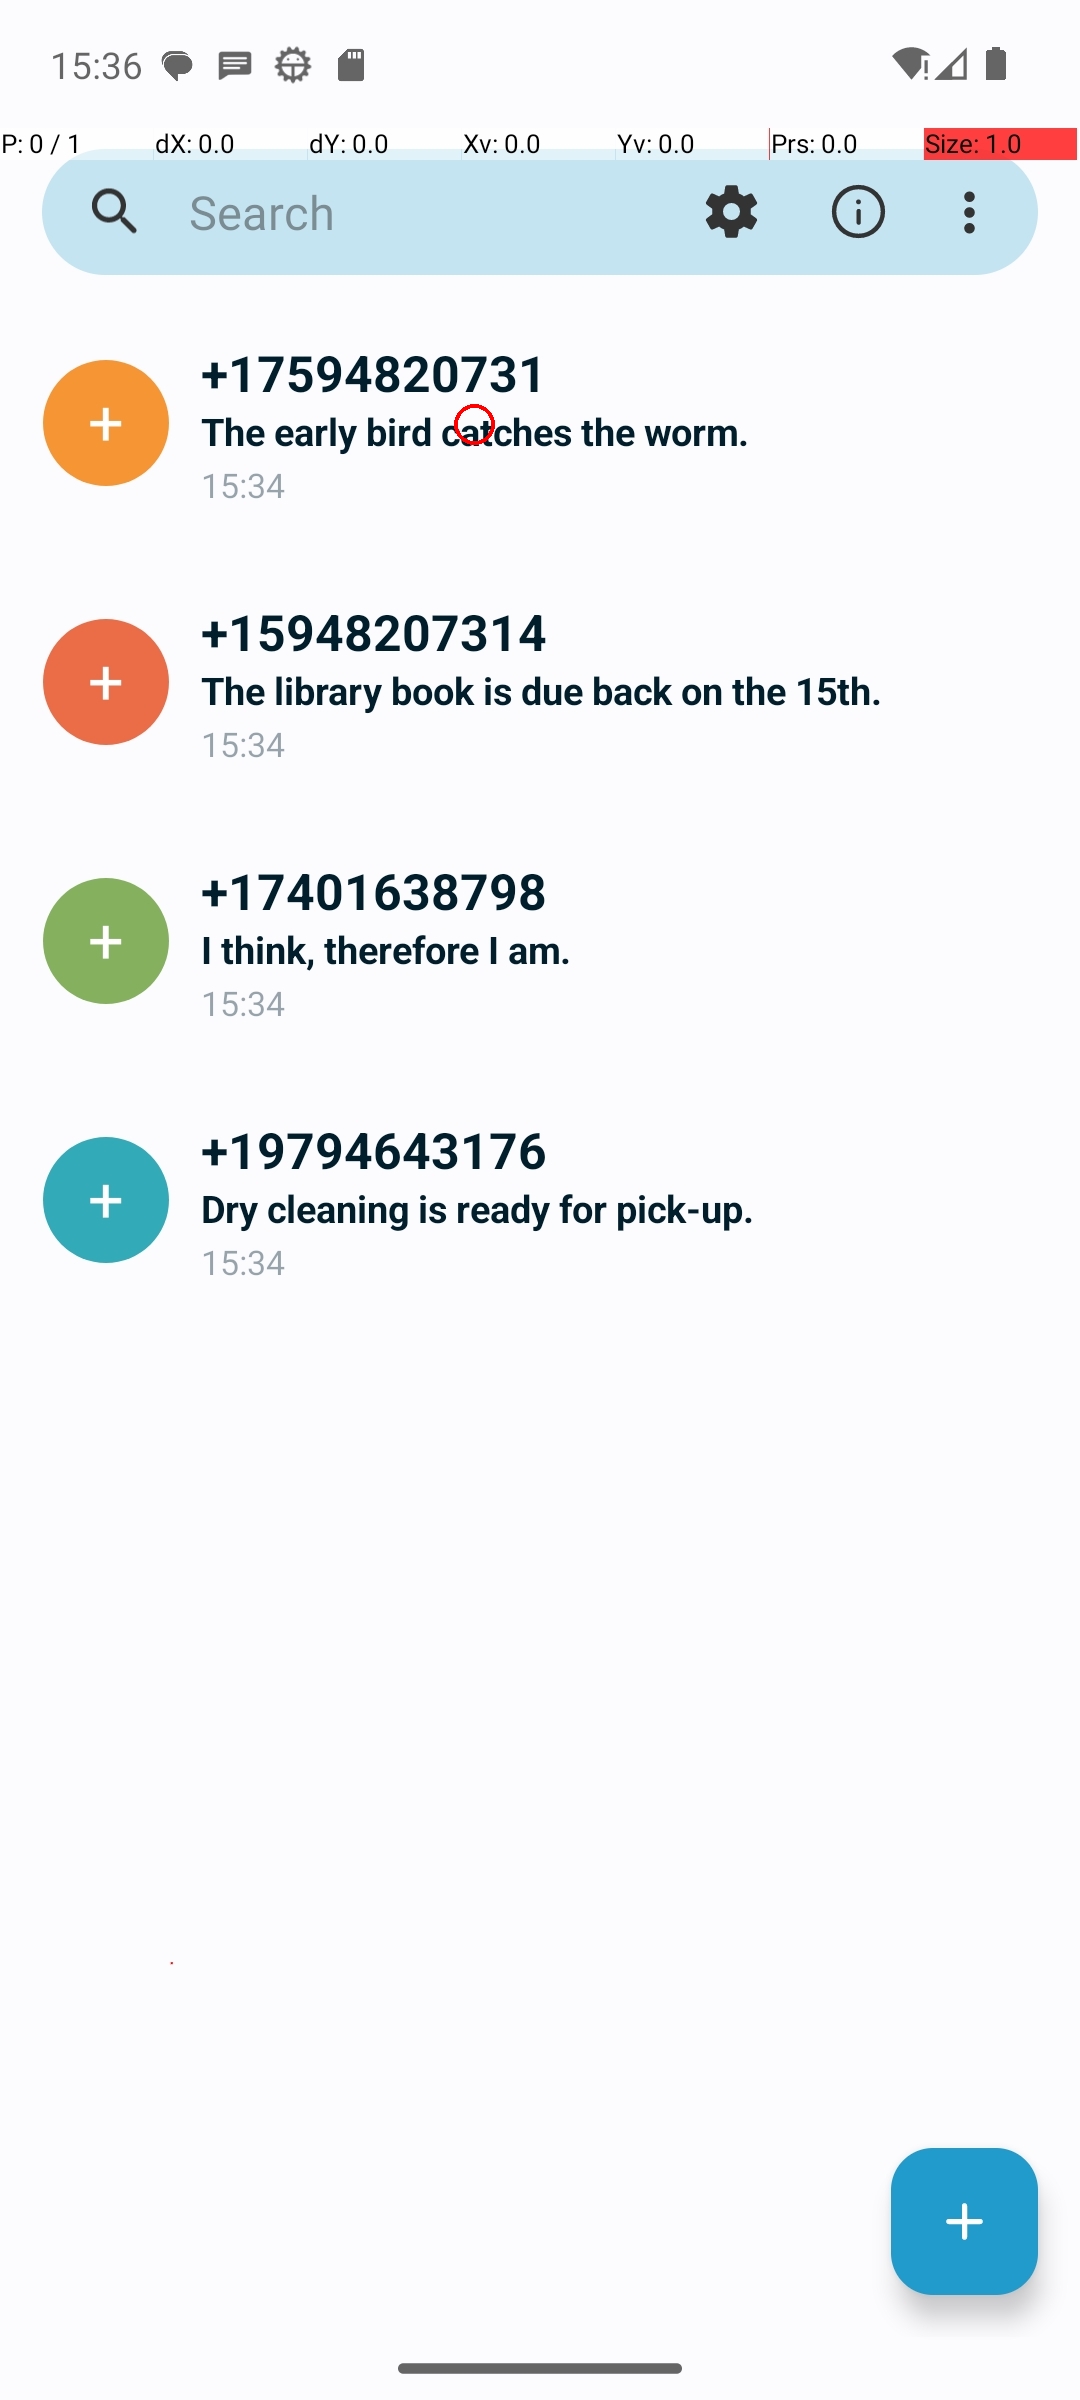 15:36
P: 0 / 1 dX: 0.0 dY: 0.0 Xv: 0.0 Yv: 0.0 Prs: 0.0 Size: 1.0
Search
+17594820731
The early bird catches the worm.
15:34
+15948207314
The library book is due back on the 15th.
15:34
+17401638798
I think, therefore I am.
15:34
+19794643176
Dry cleaning is ready for pick-up.
15:34